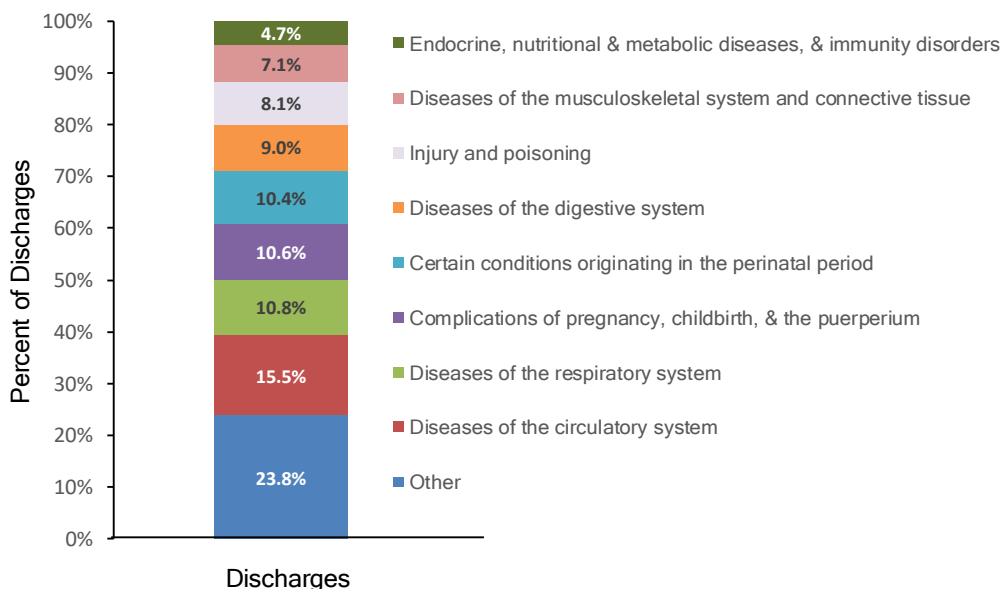 100%
90%
80%
70%
60%
50%
40%
30%
20%
10%
0%
Percent of Discharges
4.7%
7.1%
8.1%
9.0%
10.4%
10.6%
10.8%
15.5%
23.8%
Discharges
Endocrine, nutritional & metabolic diseases, & immunity disorders
Diseases of the musculoskeletal system and connective tissue
Injury and poisoning
Diseases of the digestive system
Certain conditions originating in the perinatal period
Complications of pregnancy, childbirth, & the puerperium
Diseases of the respiratory system
Diseases of the circulatory system
Other